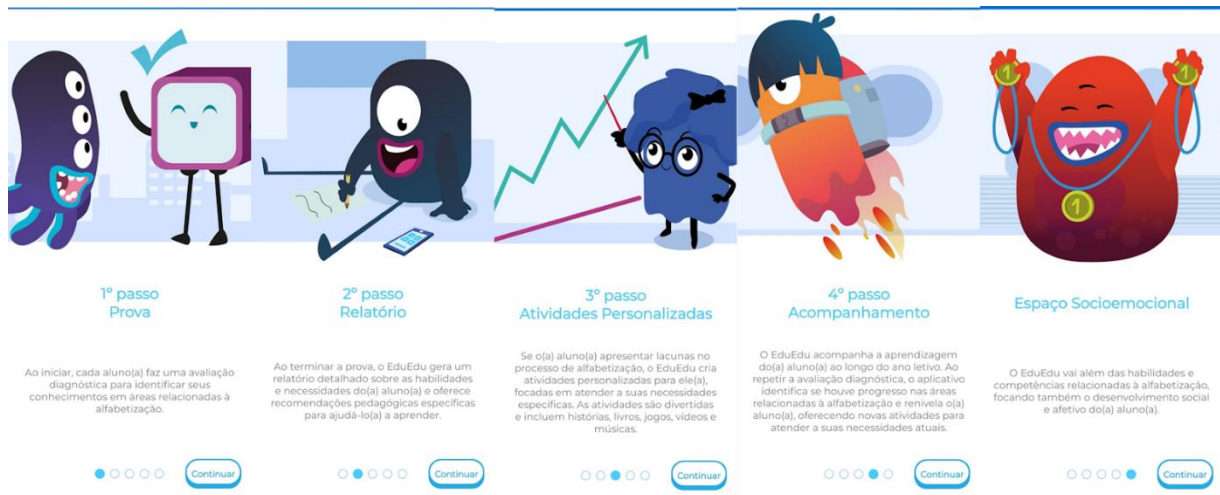 1º passo
Prova
Ao iniciar, cada aluno(a) faz uma avaliação
diagnóstica para identificar seus
conhecimentos em áreas relacionadas à
alfabetização.
Continuar
2º passo
Relatório
Ao terminar a prova, o EduEdu gera um
relatório detalhado sobre as habilidades
e necessidades do(a) aluno(a) e oferece
recomendações pedagógicas específicas
para ajudá-lo(a) a aprender.
Continuar
3º passo
Atividades Personalizadas
Se o(a) aluno(a) apresentar lacunas no
processo de alfabetização, o EduEdu cria
atividades personalizadas para ele(a),
focadas em atender a suas necessidades
específicas. As atividades são divertidas
e incluem histórias, livros, jogos, vídeos e
músicas.
Continuar
4º passo
Acompanhamento
O EduEdu acompanha a aprendizagem
do(a) aluno(a) ao longo do ano letivo. Ao
repetir a avaliação diagnóstica, o aplicativo
identifica se houve progresso nas áreas
relacionadas à alfabetização e renivela o(a)
aluno(a), oferecendo novas atividades para
atender a suas necessidades atuais.
Continuar
1
1
1
Espaço Socioemocional
O EduEdu vai além das habilidades e
competências relacionadas à alfabetização,
focando também o desenvolvimento social
e afetivo do(a) aluno(a).
Continuar